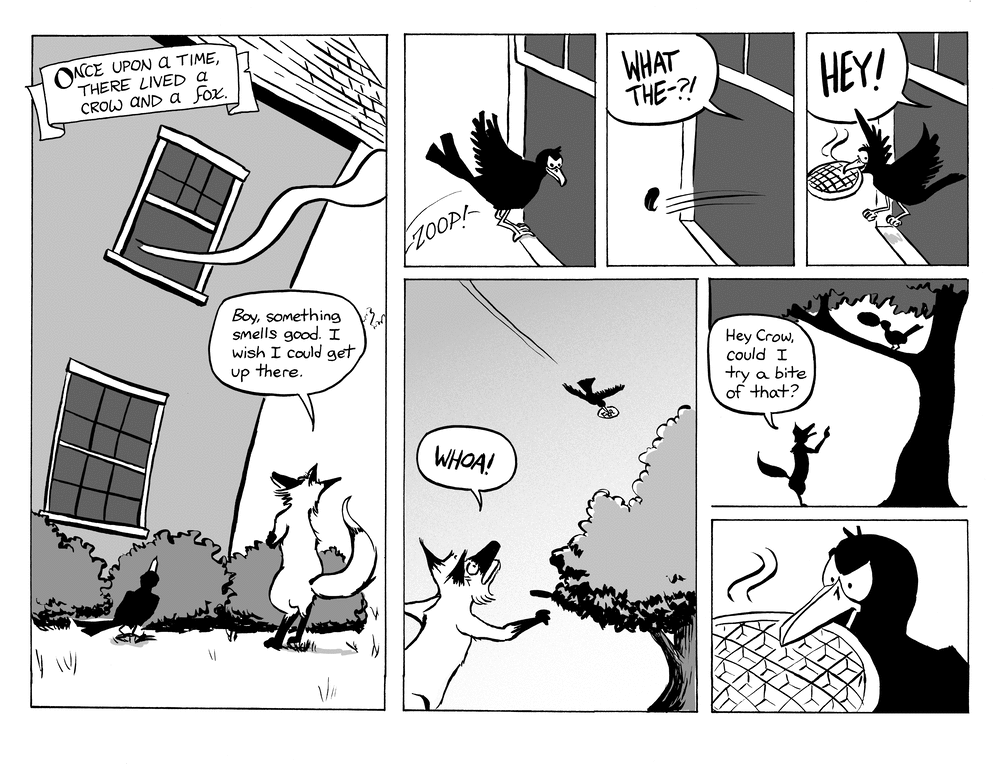 ONCE UPON A TIME,
THERE LIVED A
CROW AND A FOX.
Boy, something
smells good. I
wish I could get
up there.
ZOOP!
WHAT
THE-?!
HEY!
WHOA!
Hey Crow,
could I
try a bite
of that?